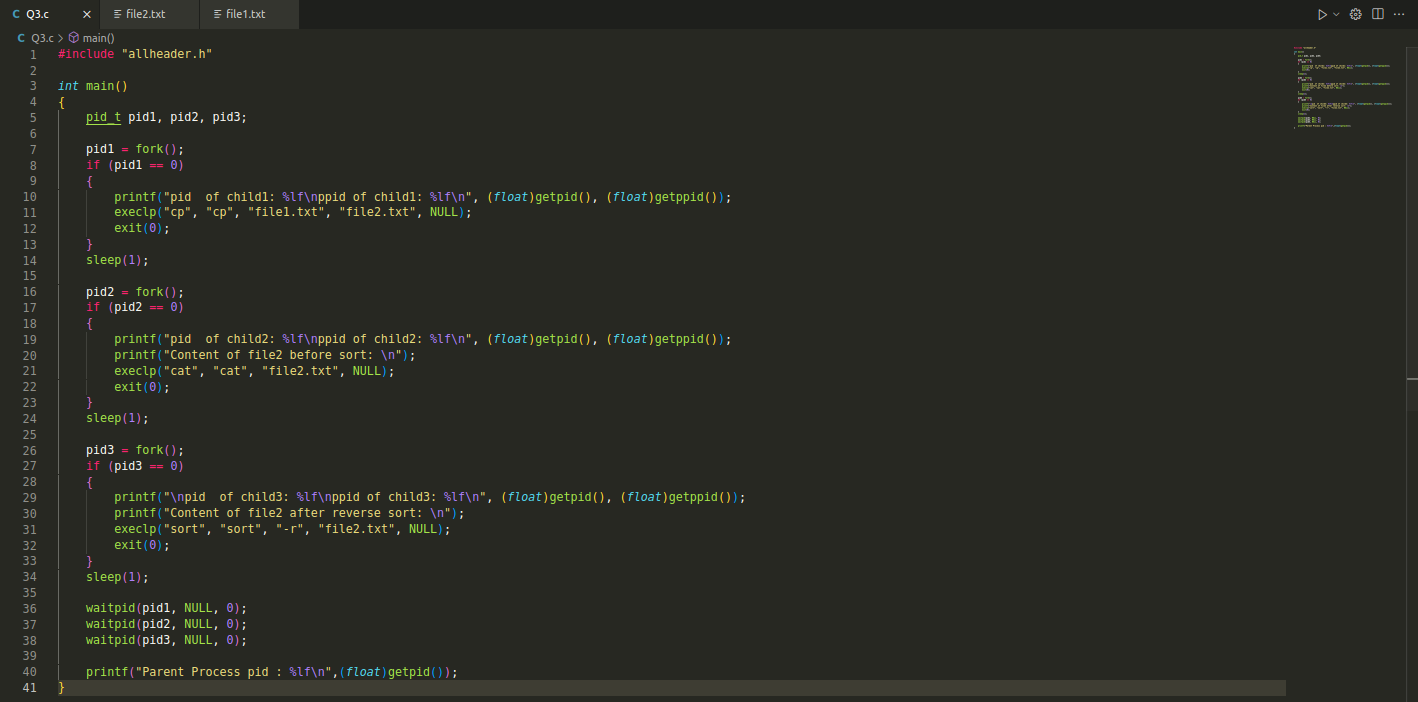 C Q3.c × file2.txt file1.txt
C Q3.c > main()
1 #include "allheader.h"
2
3 int main()
4 {
5     pid_t pid1, pid2, pid3;
6
7     pid1 = fork();
8     if (pid1 == 0)
9     {
10         printf("pid  of child1: %lf\nppid of child1: %lf\n", (float)getpid(), (float)getppid());
11         execlp("cp", "cp", "file1.txt", "file2.txt", NULL);
12         exit(0);
13     }
14     sleep(1);
15
16     pid2 = fork();
17     if (pid2 == 0)
18     {
19         printf("pid  of child2: %lf\nppid of child2: %lf\n", (float)getpid(), (float)getppid());
20         printf("Content of file2 before sort: \n");
21         execlp("cat", "cat", "file2.txt", NULL);
22         exit(0);
23     }
24     sleep(1);
25
26     pid3 = fork();
27     if (pid3 == 0)
28     {
29         printf("\npid  of child3: %lf\nppid of child3: %lf\n", (float)getpid(), (float)getppid());
30         printf("Content of file2 after reverse sort: \n");
31         execlp("sort", "sort", "-r", "file2.txt", NULL);
32         exit(0);
33     }
34     sleep(1);
35
36     waitpid(pid1, NULL, 0);
37     waitpid(pid2, NULL, 0);
38     waitpid(pid3, NULL, 0);
39
40     printf("Parent Process pid : %lf\n",(float)getpid());
41 }